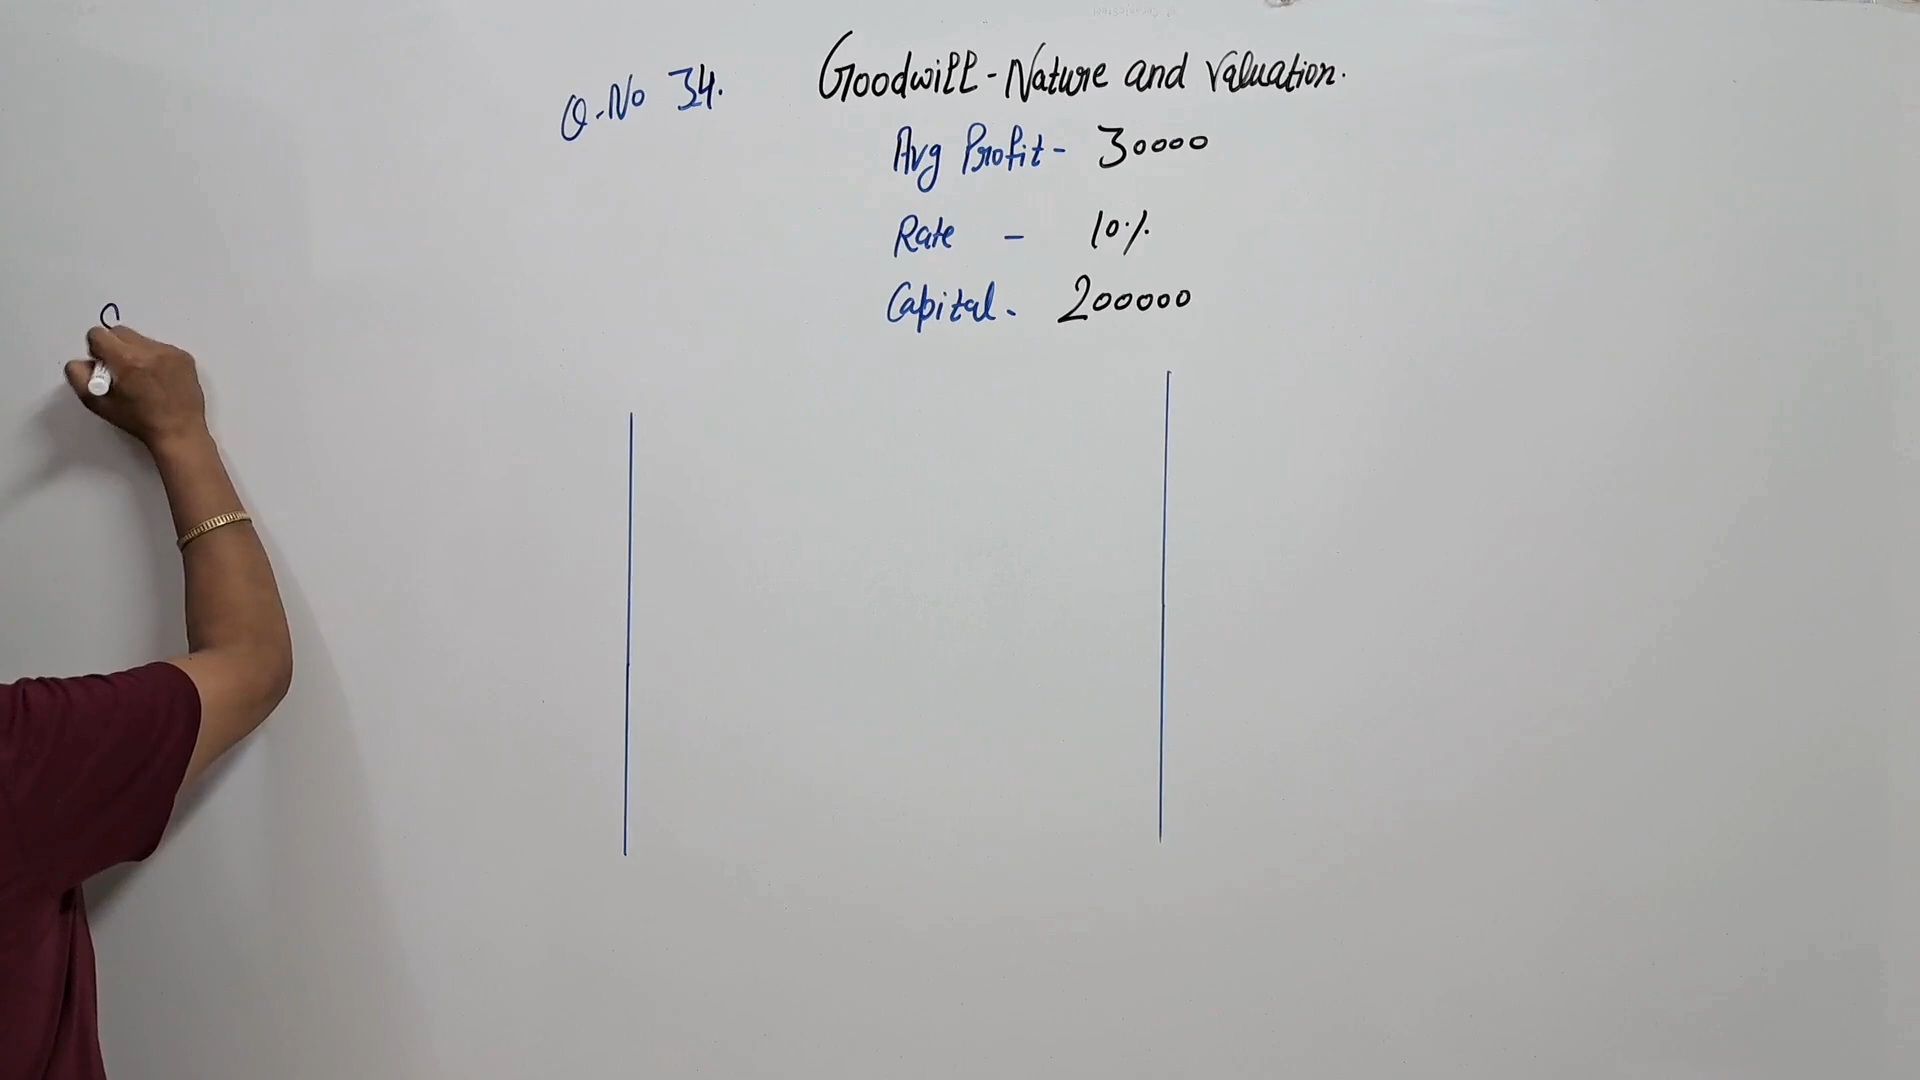 Q.No 34. Goodwill-Nature and Valuation.
Avg Profit- 30000
Rate - 10%
Capital. 200000